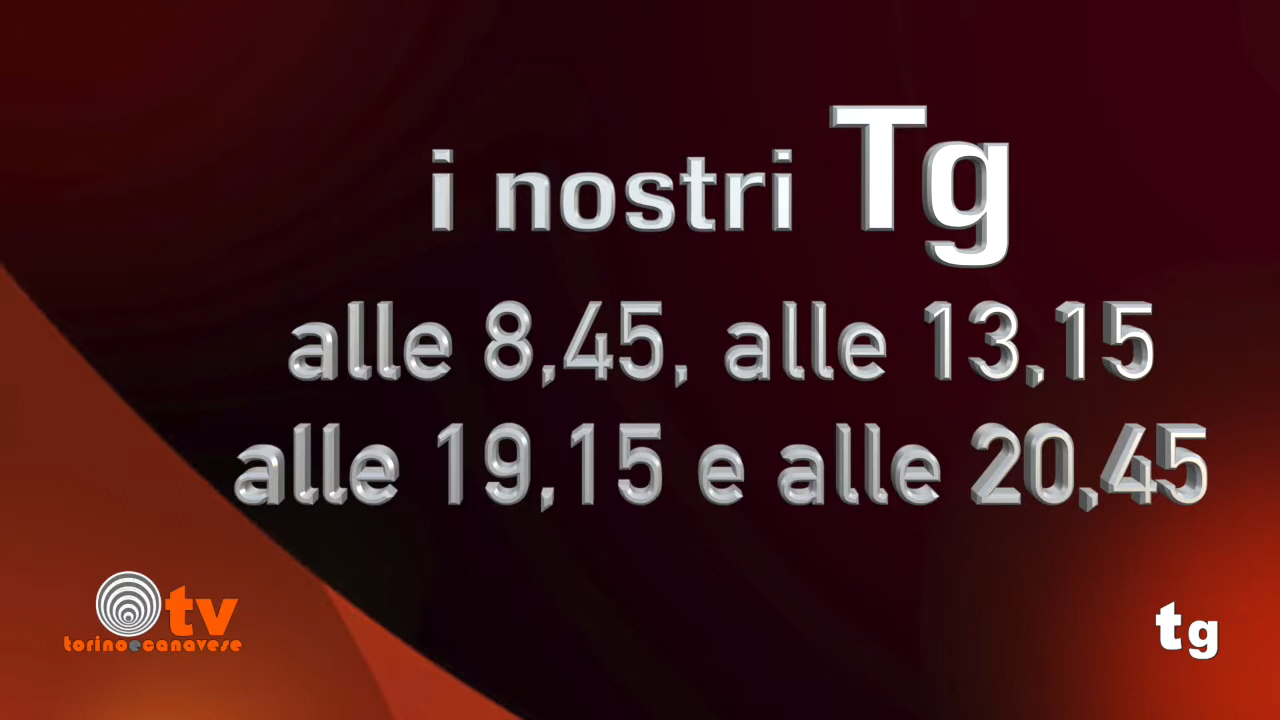 i nostri Tg
alle 8,45, alle 13,15
alle 19,15 e alle 20,45
tv
torinoecanavese
tg